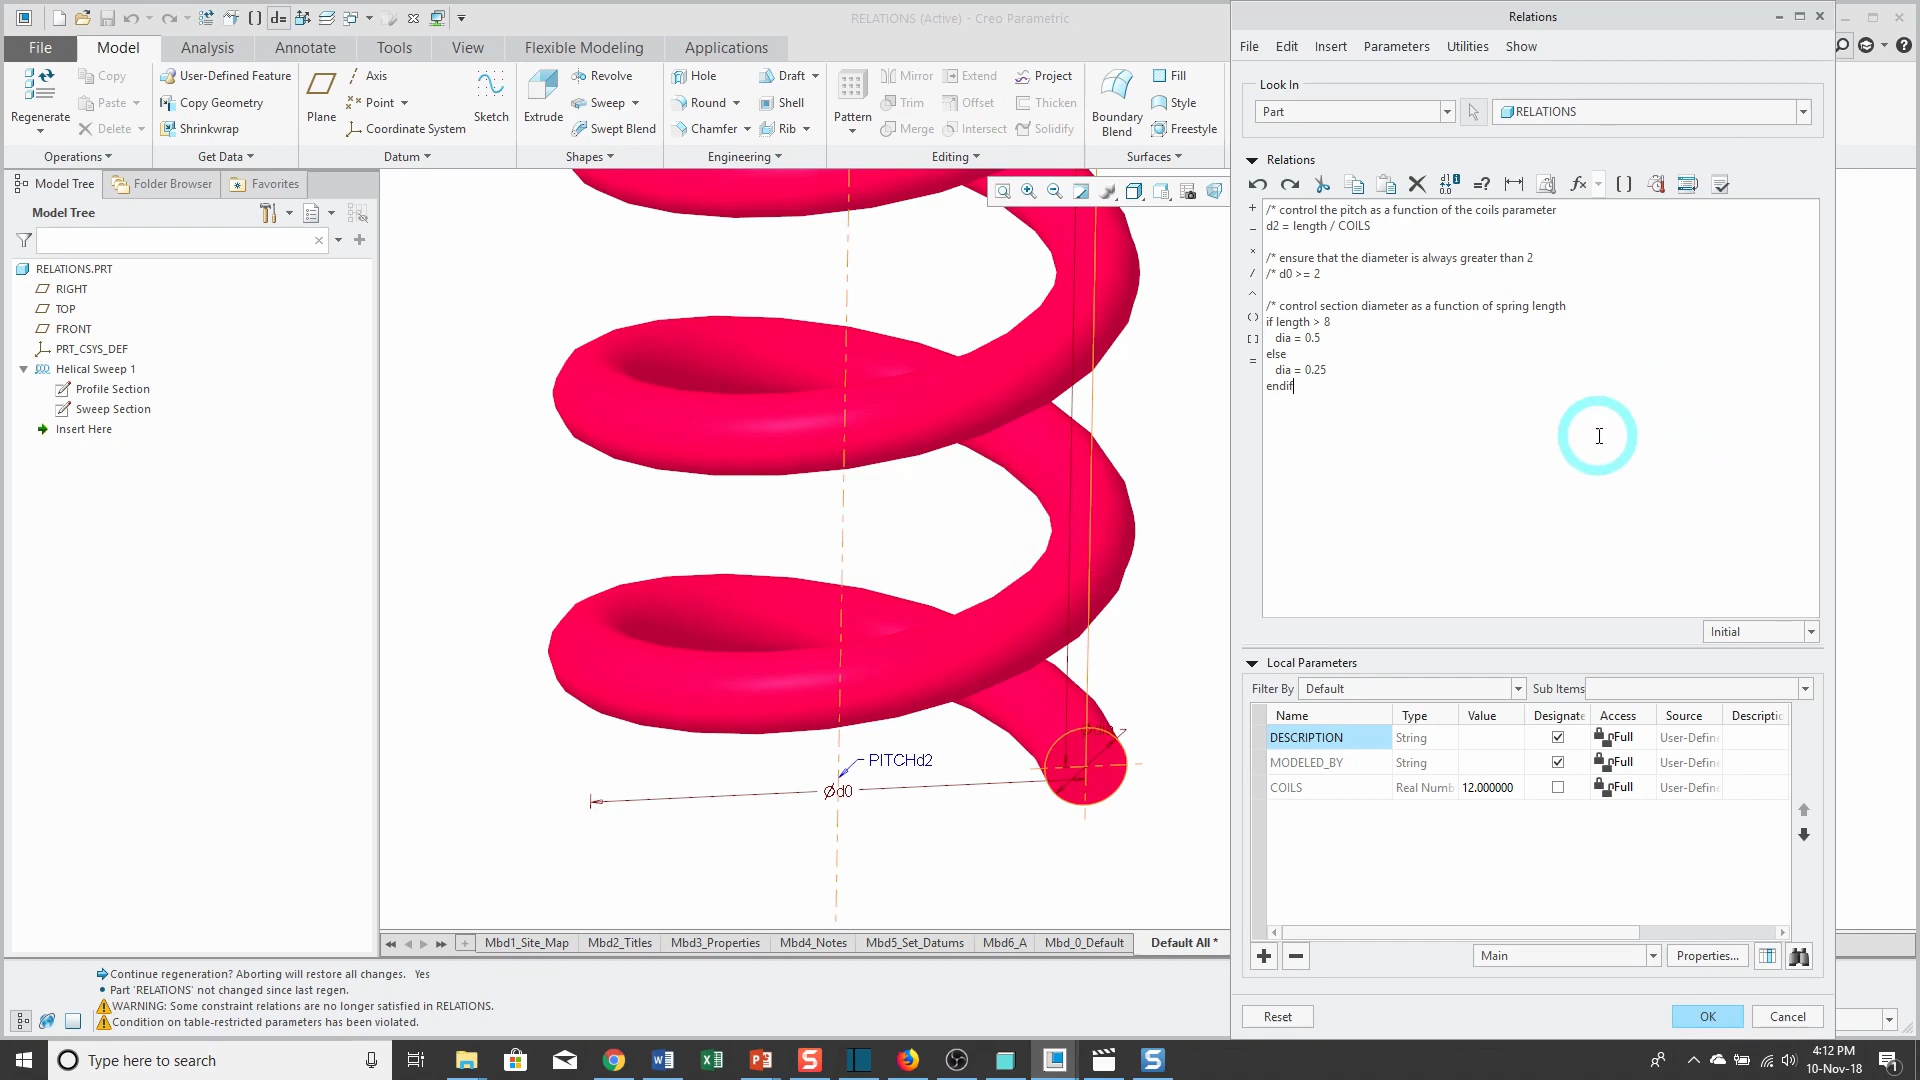 RELATIONS (Active) - Creo Parametric
File Model Analysis Annotate Tools View Flexible Modeling Applications
Regenerate
Copy
Paste
Delete
Operations
User-Defined Feature
Copy Geometry
Shrinkwrap
Get Data
Plane
Axis
Point
Coordinate System
Sketch
Datum
Extrude
Revolve
Sweep
Swept Blend
Shapes
Hole
Round
Chamfer
Draft
Shell
Rib
Engineering
Pattern
Mirror
Trim
Merge
Extend
Offset
Intersect
Project
Thicken
Solidify
Editing
Boundary Blend
Fill
Style
Freestyle
Surfaces
Model Tree Folder Browser Favorites
Model Tree
RELATIONS.PRT
RIGHT
TOP
FRONT
PRT_CSYS_DEF
Helical Sweep 1
Profile Section
Sweep Section
Insert Here
PITCHd2
Ød0
Mbd1_Site_Map Mbd2_Titles Mbd3_Properties Mbd4_Notes Mbd5_Set_Datums Mbd6_A Mbd_0_Default Default All *
Continue regeneration? Aborting will restore all changes. Yes
Part 'RELATIONS' not changed since last regen.
WARNING: Some constraint relations are no longer satisfied in RELATIONS.
Condition on table-restricted parameters has been violated.
Relations
File Edit Insert Parameters Utilities Show
Look In
Part RELATIONS
Relations
/* control the pitch as a function of the coils parameter
d2 = length / COILS
/* ensure that the diameter is always greater than 2
/* d0 >= 2
/* control section diameter as a function of spring length
if length > 8
dia = 0.5
else
dia = 0.25
endif
Initial
Local Parameters
Filter By Default Sub Items
Name Type Value Designate Access Source Descriptic
DESCRIPTION String Full User-Define
MODELED_BY String Full User-Define
COILS Real Numb 12.000000 Full User-Define
Main Properties...
Reset OK Cancel
Type here to search
4:12 PM
10-Nov-18